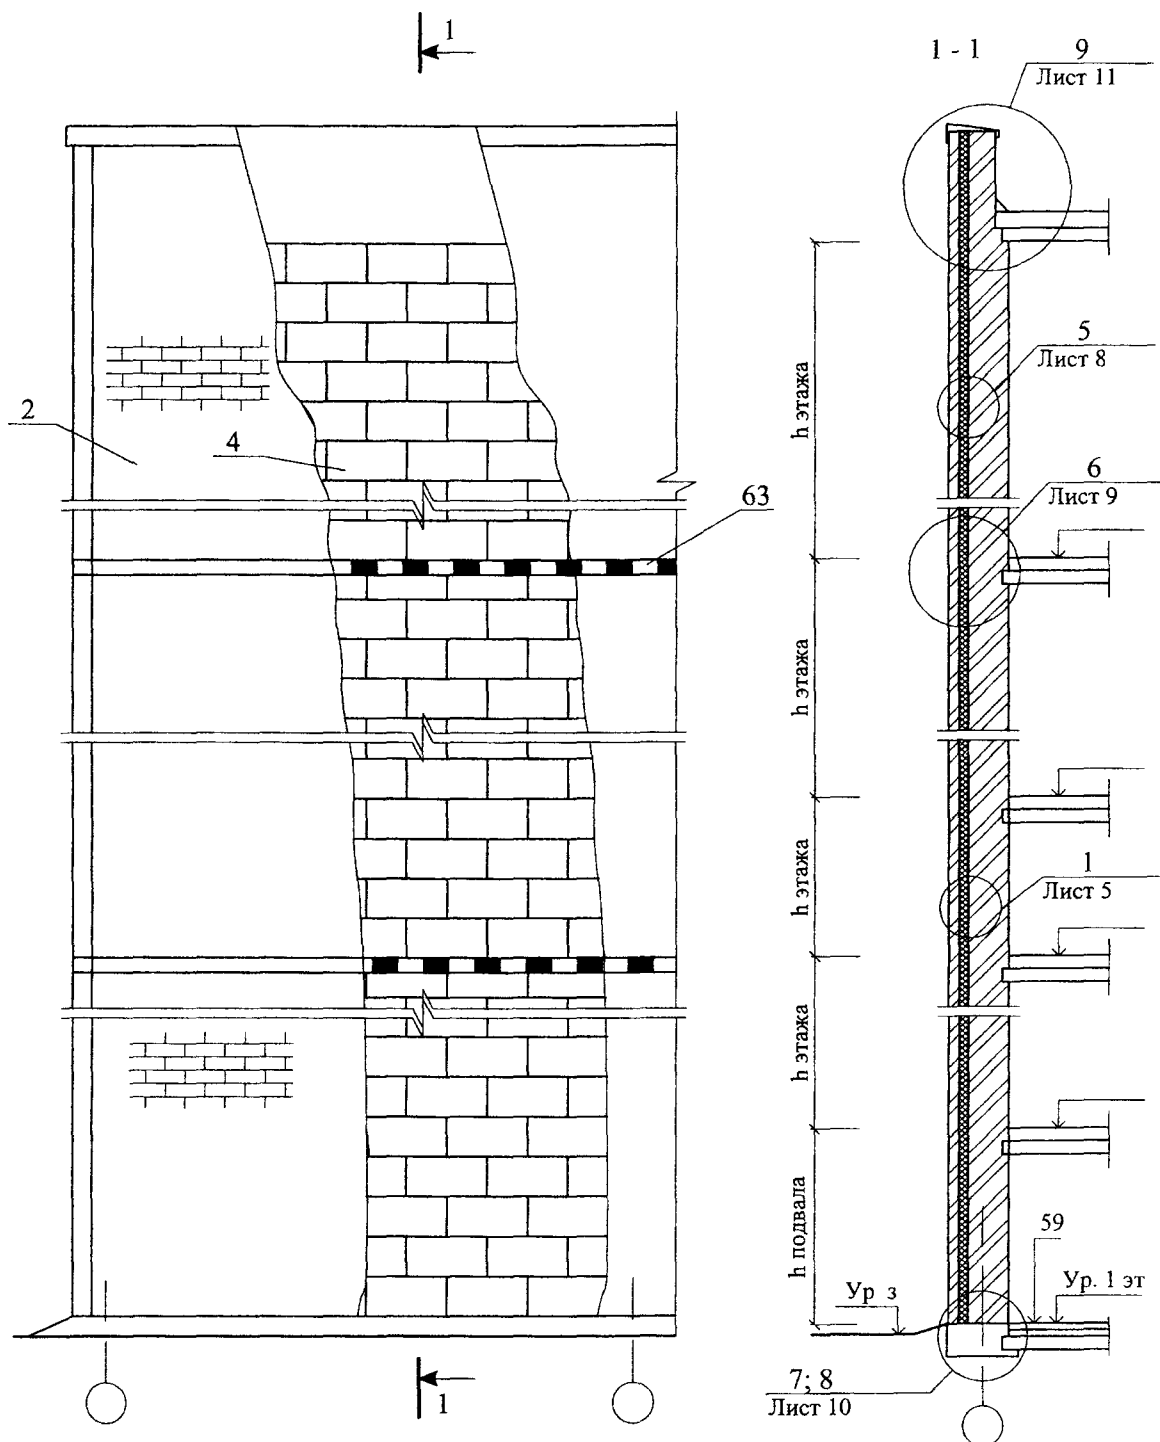 1
1 - 1
9
Лист 11
5
Лист 8
h этажа
2
4
6
Лист 9
63
h этажа
h этажа
1
Лист 5
h этажа
h подвала
59
Ур з
Ур. 1 эт
7; 8
Лист 10
1